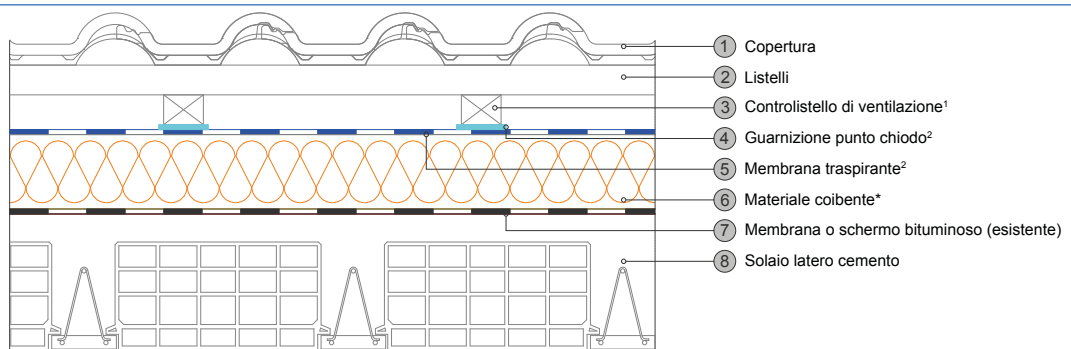 1 Copertura
2 Listelli
3 Controlistello di ventilazione¹
4 Guarnizione punto chiodo²
5 Membrana traspirante²
6 Materiale coibente*
7 Membrana o schermo bituminoso (esistente)
8 Solaio latero cemento